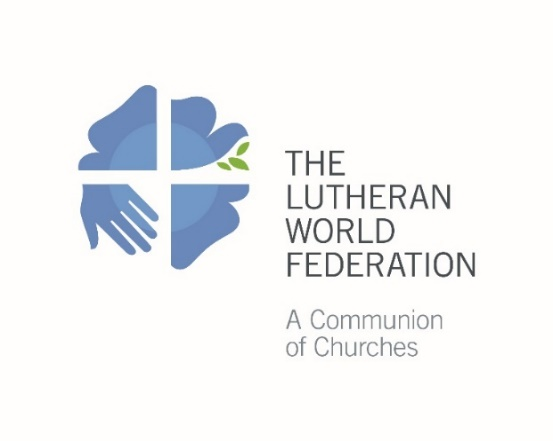 THE
LUTHERAN
WORLD
FEDERATION
A Communion
of Churches